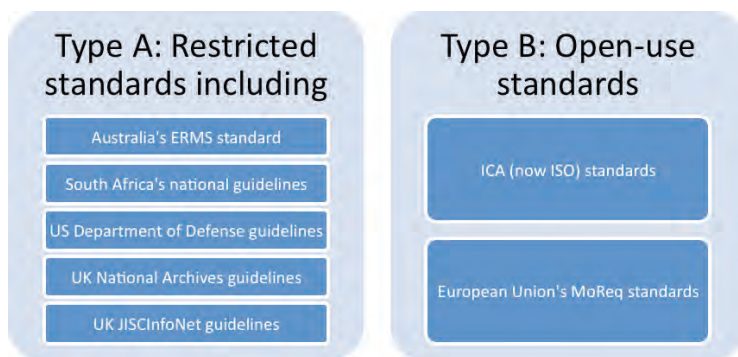 Type A: Restricted
standards including
Australia's ERMS standard
South Africa's national guidelines
US Department of Defense guidelines
UK National Archives guidelines
UK JISCInfoNet guidelines
Type B: Open-use
standards
ICA (now ISO) standards
European Union's MoReq standards